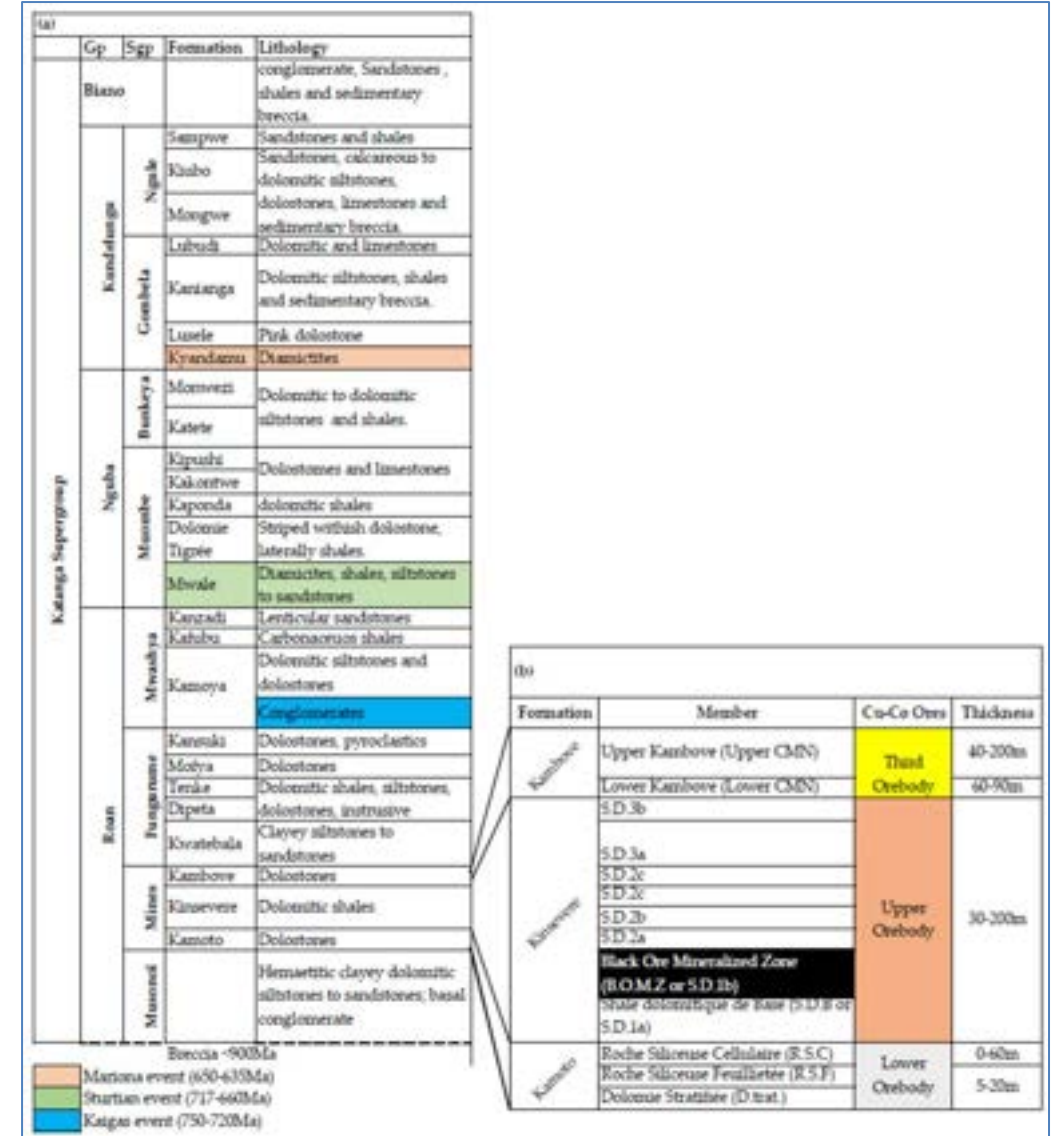 (a)
Gp Sgp Formation Lithology
Katanga Supergroup
Biano
conglomerate, Sandstones ,
shales and sedimentary
breccia.
Kundelungu
Ngule
Sampwe Sandstones and shales
Kiubo
Mongwe
Sandstones, calcareous to
dolomitic siltstones,
dolostones, limestones and
sedimentary breccia.
Gombela
Lubudi Dolomitic and limestones
Kanianga
Dolomitic siltstones, shales
and sedimentary breccia.
Lusele Pink dolostone
Kyandamu Diamictites
Nguba
Bunkeya
Monwezi
Katete
Dolomitic to dolomitic
siltstones and shales.
Muombe
Kipushi
Kakontwe
Dolostones and limestones
Kaponda dolomitic shales
Dolomie
Tigrée
Striped withish dolostone,
laterally shales.
Mwale
Diamicites, shales, siltstones
to sandstones
Roan
Mwashya
Kanzadi Lenticular sandstones
Kafubu Carbonaceuos shales
Kamoya
Dolomitic siltstones and
dolostones
Conglomerates
Fungurume
Kansuki Dolostones, pyroclastics
Mofya Dolostones
Tenke
Dipeta
Dolomitic shales, siltstones,
dolostones, instrusive
Kwatebala
Clayey siltstones to
sandstones
Mines
Kambove Dolostones
Kinsevere Dolomitic shales
Kamoto Dolostones
Musonoi
Hemaetitic clayey dolomitic
siltstones to sandstones; basal
conglomerate
Breccia <900Ma
Mariona event (650-635Ma)
Sturtian event (717-660Ma)
Kaigas event (750-720Ma)
(b)
Formation Member Cu-Co Ores Thickness
Kambove
Upper Kambove (Upper CMN)
Lower Kambove (Lower CMN)
Third
Orebody
40-200m
60-90m
Kinsevere
S.D.3b
S.D.3a
S.D.2c
S.D.2c
S.D.2b
S.D.2a
Black Ore Mineralized Zone
(B.O.M.Z or S.D.1b)
Shale dolomitique de Base (S.D.B or
S.D.1a)
Upper
Orebody
30-200m
Kamoto
Roche Siliceuse Cellulaire (R.S.C)
Roche Siliceuse Feuilletée (R.S.F)
Dolomie Stratifiée (D.trat.)
Lower
Orebody
0-60m
5-20m